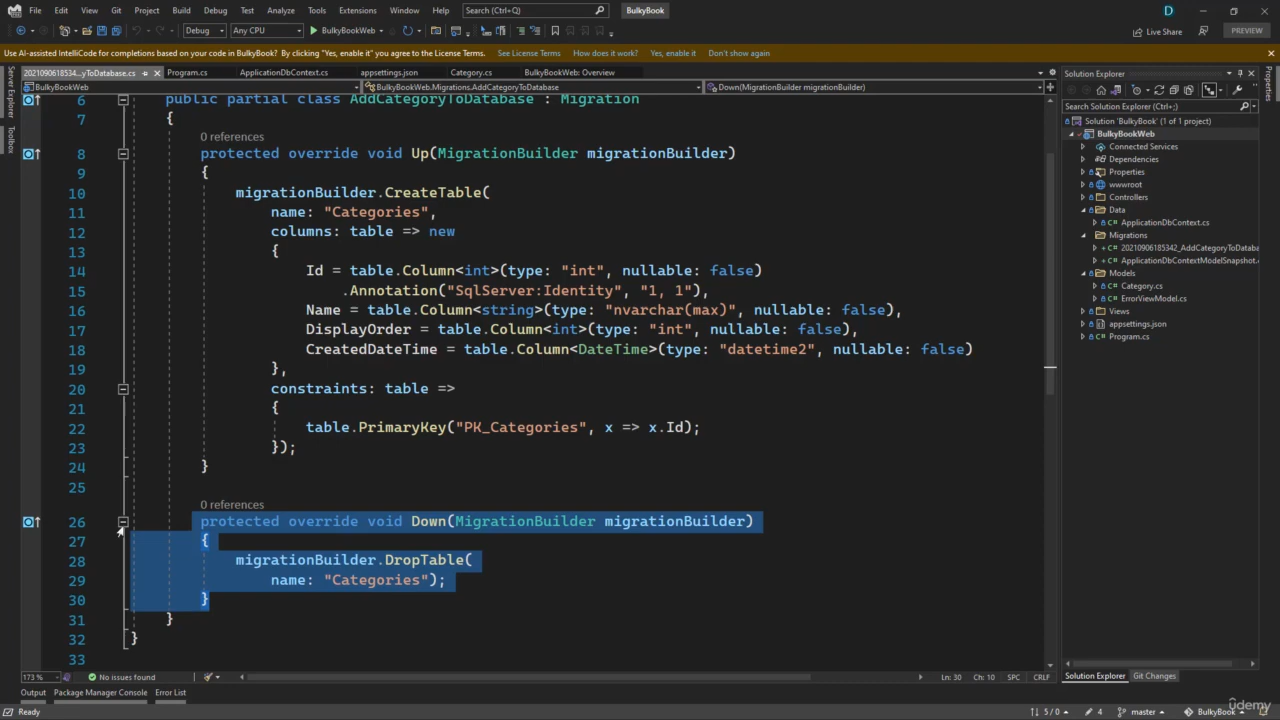 File Edit View Git Project Build Debug Test Analyze Tools Extensions Window Help Search (Ctrl+Q) BulkyBook D
Debug Any CPU BulkyBookWeb Live Share PREVIEW
Use AI-assisted IntelliCode for completions based on your code in BulkyBook? By clicking "Yes, enable it" you agree to the License Terms. See License Terms How does it work? Yes, enable it Don't show again
2021090618534...yToDatabase.cs Program.cs ApplicationDbContext.cs appsettings.json Category.cs BulkyBookWeb: Overview
BulkyBookWeb BulkyBookWeb.Migrations.AddCategoryToDatabase Down(MigrationBuilder migrationBuilder)
Server Explorer
Toolbox
6 public partial class AddCategoryToDatabase : Migration
7 {
0 references
8 protected override void Up(MigrationBuilder migrationBuilder)
9 {
10 migrationBuilder.CreateTable(
11 name: "Categories",
12 columns: table => new
13 {
14 Id = table.Column<int>(type: "int", nullable: false)
15 .Annotation("SqlServer:Identity", "1, 1"),
16 Name = table.Column<string>(type: "nvarchar(max)", nullable: false),
17 DisplayOrder = table.Column<int>(type: "int", nullable: false),
18 CreatedDateTime = table.Column<DateTime>(type: "datetime2", nullable: false)
19 },
20 constraints: table =>
21 {
22 table.PrimaryKey("PK_Categories", x => x.Id);
23 });
24 }
25
0 references
26 protected override void Down(MigrationBuilder migrationBuilder)
27 {
28 migrationBuilder.DropTable(
29 name: "Categories");
30 }
31 }
32 }
33
173 % No issues found Ln: 30 Ch: 10 SPC CRLF
Solution Explorer
Search Solution Explorer (Ctrl+;)
Solution 'BulkyBook' (1 of 1 project)
BulkyBookWeb
Connected Services
Dependencies
Properties
wwwroot
Controllers
Data
ApplicationDbContext.cs
Migrations
20210906185342_AddCategoryToDataba
ApplicationDbContextModelSnapshot.
Models
Category.cs
ErrorViewModel.cs
Views
appsettings.json
Program.cs
Properties
Solution Explorer Git Changes
Output Package Manager Console Error List
Ready 5 / 0 4 master BulkyBook
udemy